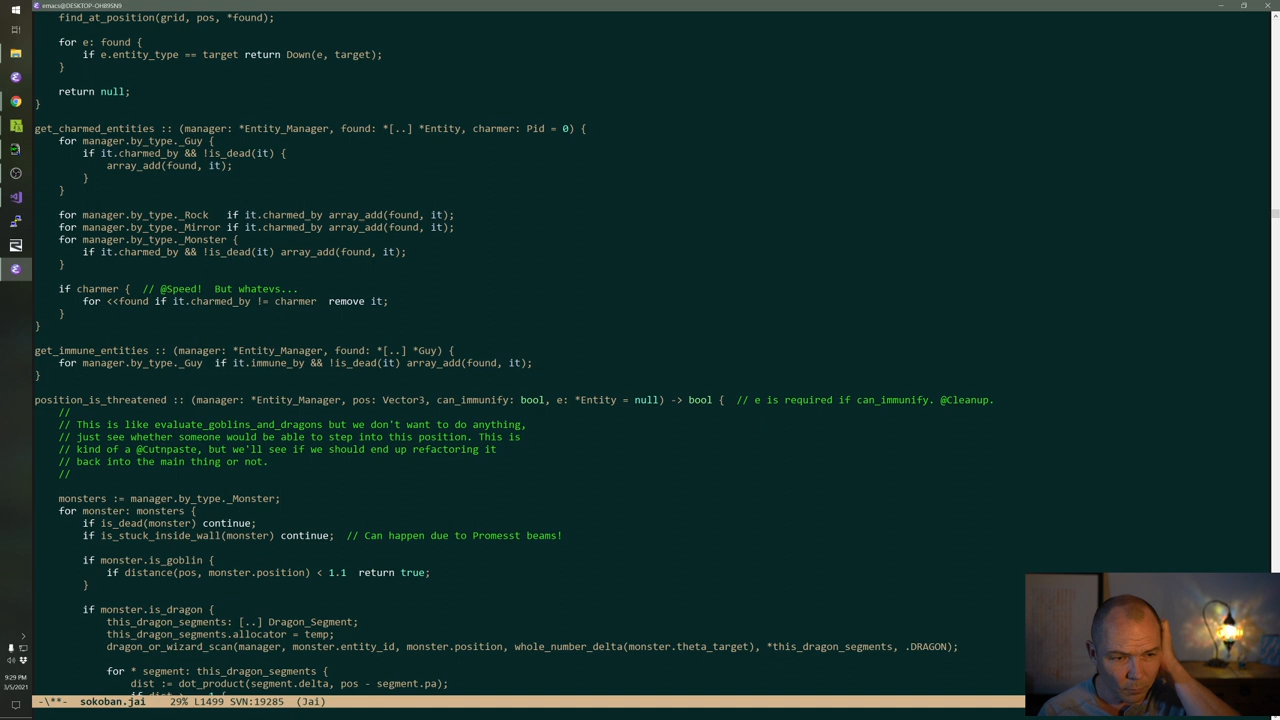 emacs@DESKTOP-OH89SN9
find_at_position(grid, pos, *found);
for e: found {
if e.entity_type == target return Down(e, target);
}
return null;
}
get_charmed_entities :: (manager: *Entity_Manager, found: *[..] *Entity, charmer: Pid = 0) {
for manager.by_type._Guy {
if it.charmed_by && !is_dead(it) {
array_add(found, it);
}
}
for manager.by_type._Rock   if it.charmed_by array_add(found, it);
for manager.by_type._Mirror if it.charmed_by array_add(found, it);
for manager.by_type._Monster {
if it.charmed_by && !is_dead(it) array_add(found, it);
}
if charmer {  // @Speed!  But whatevs...
for <<found if it.charmed_by != charmer  remove it;
}
}
get_immune_entities :: (manager: *Entity_Manager, found: *[..] *Guy) {
for manager.by_type._Guy  if it.immune_by && !is_dead(it) array_add(found, it);
}
position_is_threatened :: (manager: *Entity_Manager, pos: Vector3, can_immunify: bool, e: *Entity = null) -> bool {  // e is required if can_immunify. @Cleanup.
//
// This is like evaluate_goblins_and_dragons but we don't want to do anything,
// just see whether someone would be able to step into this position. This is
// kind of a @Cutnpaste, but we'll see if we should end up refactoring it
// back into the main thing or not.
//
monsters := manager.by_type._Monster;
for monster: monsters {
if is_dead(monster) continue;
if is_stuck_inside_wall(monster) continue;  // Can happen due to Promesst beams!
if monster.is_goblin {
if distance(pos, monster.position) < 1.1  return true;
}
if monster.is_dragon {
this_dragon_segments: [..] Dragon_Segment;
this_dragon_segments.allocator = temp;
dragon_or_wizard_scan(manager, monster.entity_id, monster.position, whole_number_delta(monster.theta_target), *this_dragon_segments, .DRAGON);
for * segment: this_dragon_segments {
dist := dot_product(segment.delta, pos - segment.pa);
-\**-  sokoban.jai    29% L1499 SVN:19285  (Jai)
9:29 PM
3/5/2021